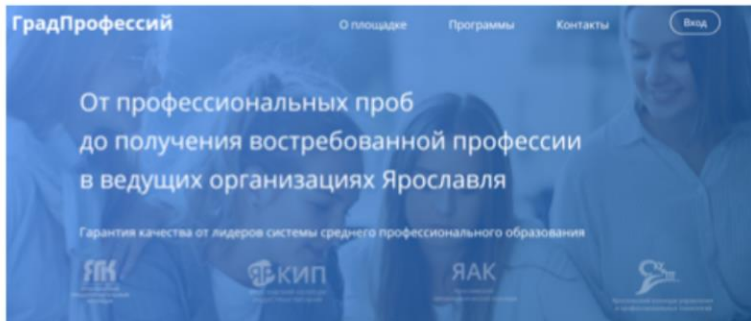 ГрадПрофессий
О площадке
Программы
Контакты
Вход
От профессиональных проб
до получения востребованной профессии
в ведущих организациях Ярославля
Гарантия качества от лидеров системы среднего профессионального образования
ЯПК
ЯРКИП
ЯАК